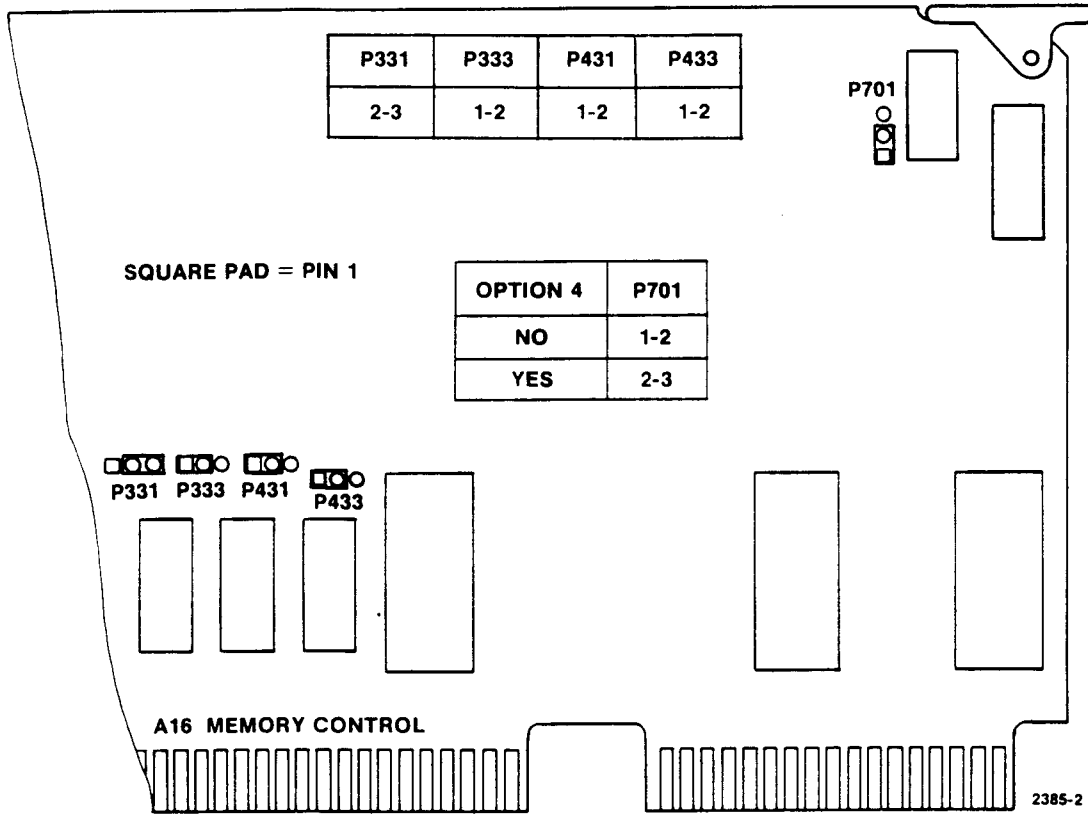 P331 P333 P431 P433
2-3 1-2 1-2 1-2
P701
SQUARE PAD = PIN 1
OPTION 4 P701
NO 1-2
YES 2-3
P331 P333 P431
P433
A16 MEMORY CONTROL
2385-2